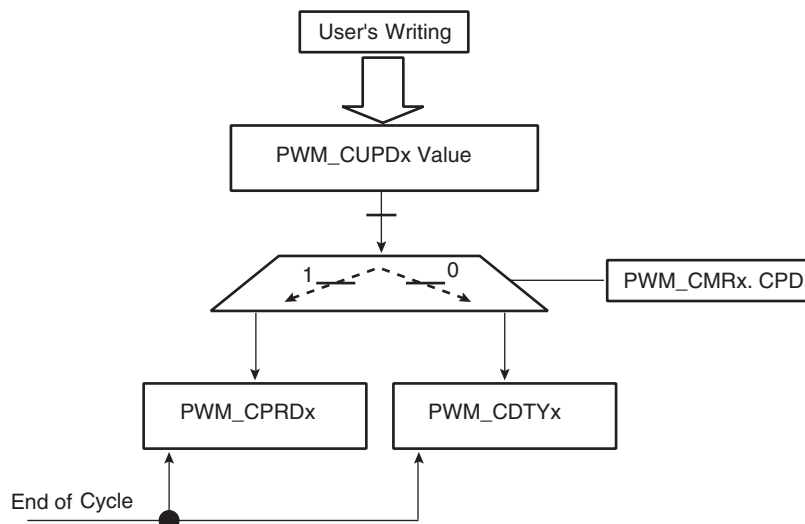 User's Writing
PWM_CUPDx Value
1
0
PWM_CMRx. CPD
PWM_CPRDx
PWM_CDTYx
End of Cycle